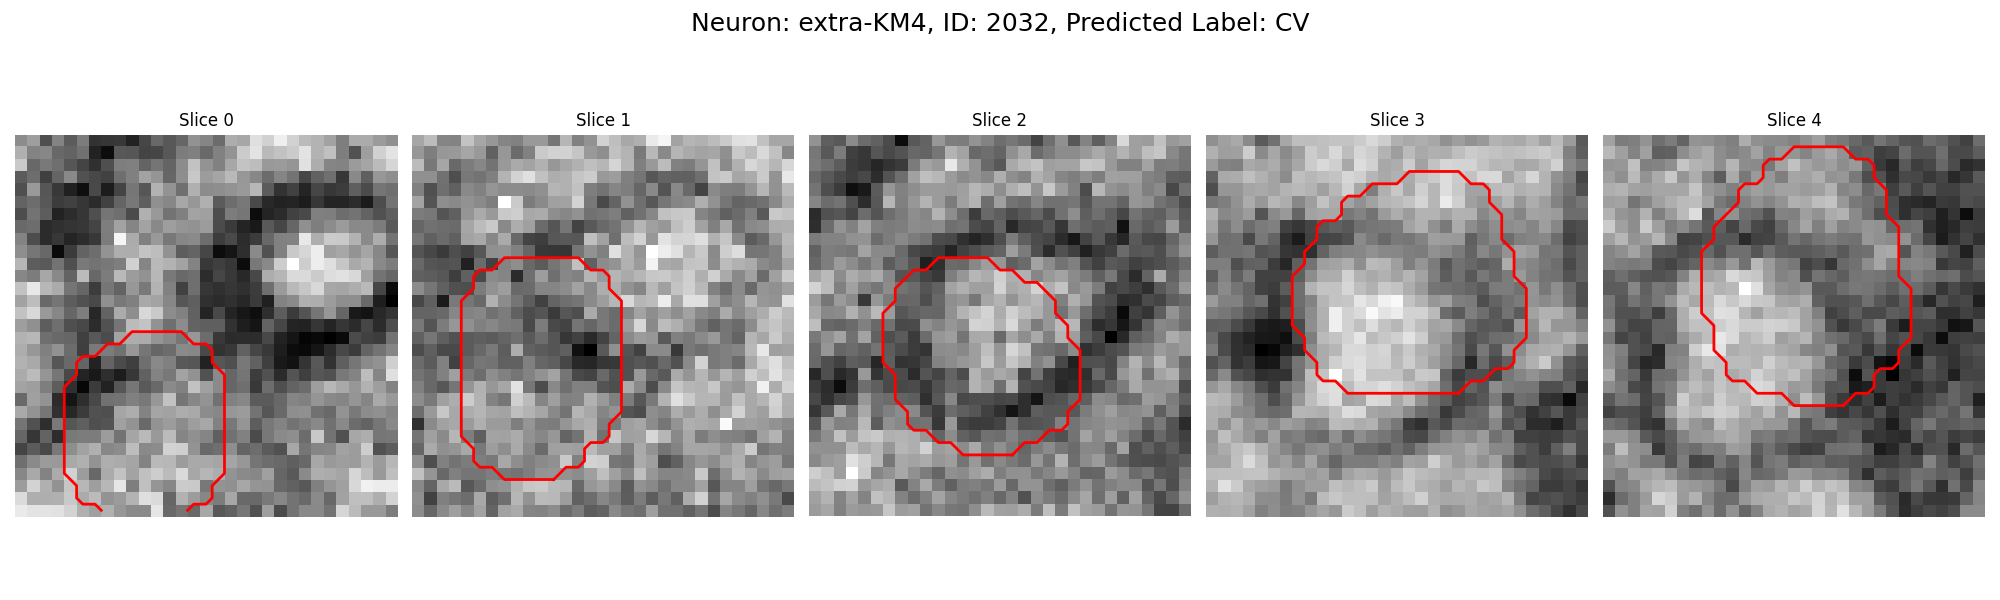 Neuron: extra-KM4, ID: 2032, Predicted Label: CV
Slice 0
Slice 1
Slice 2
Slice 3
Slice 4